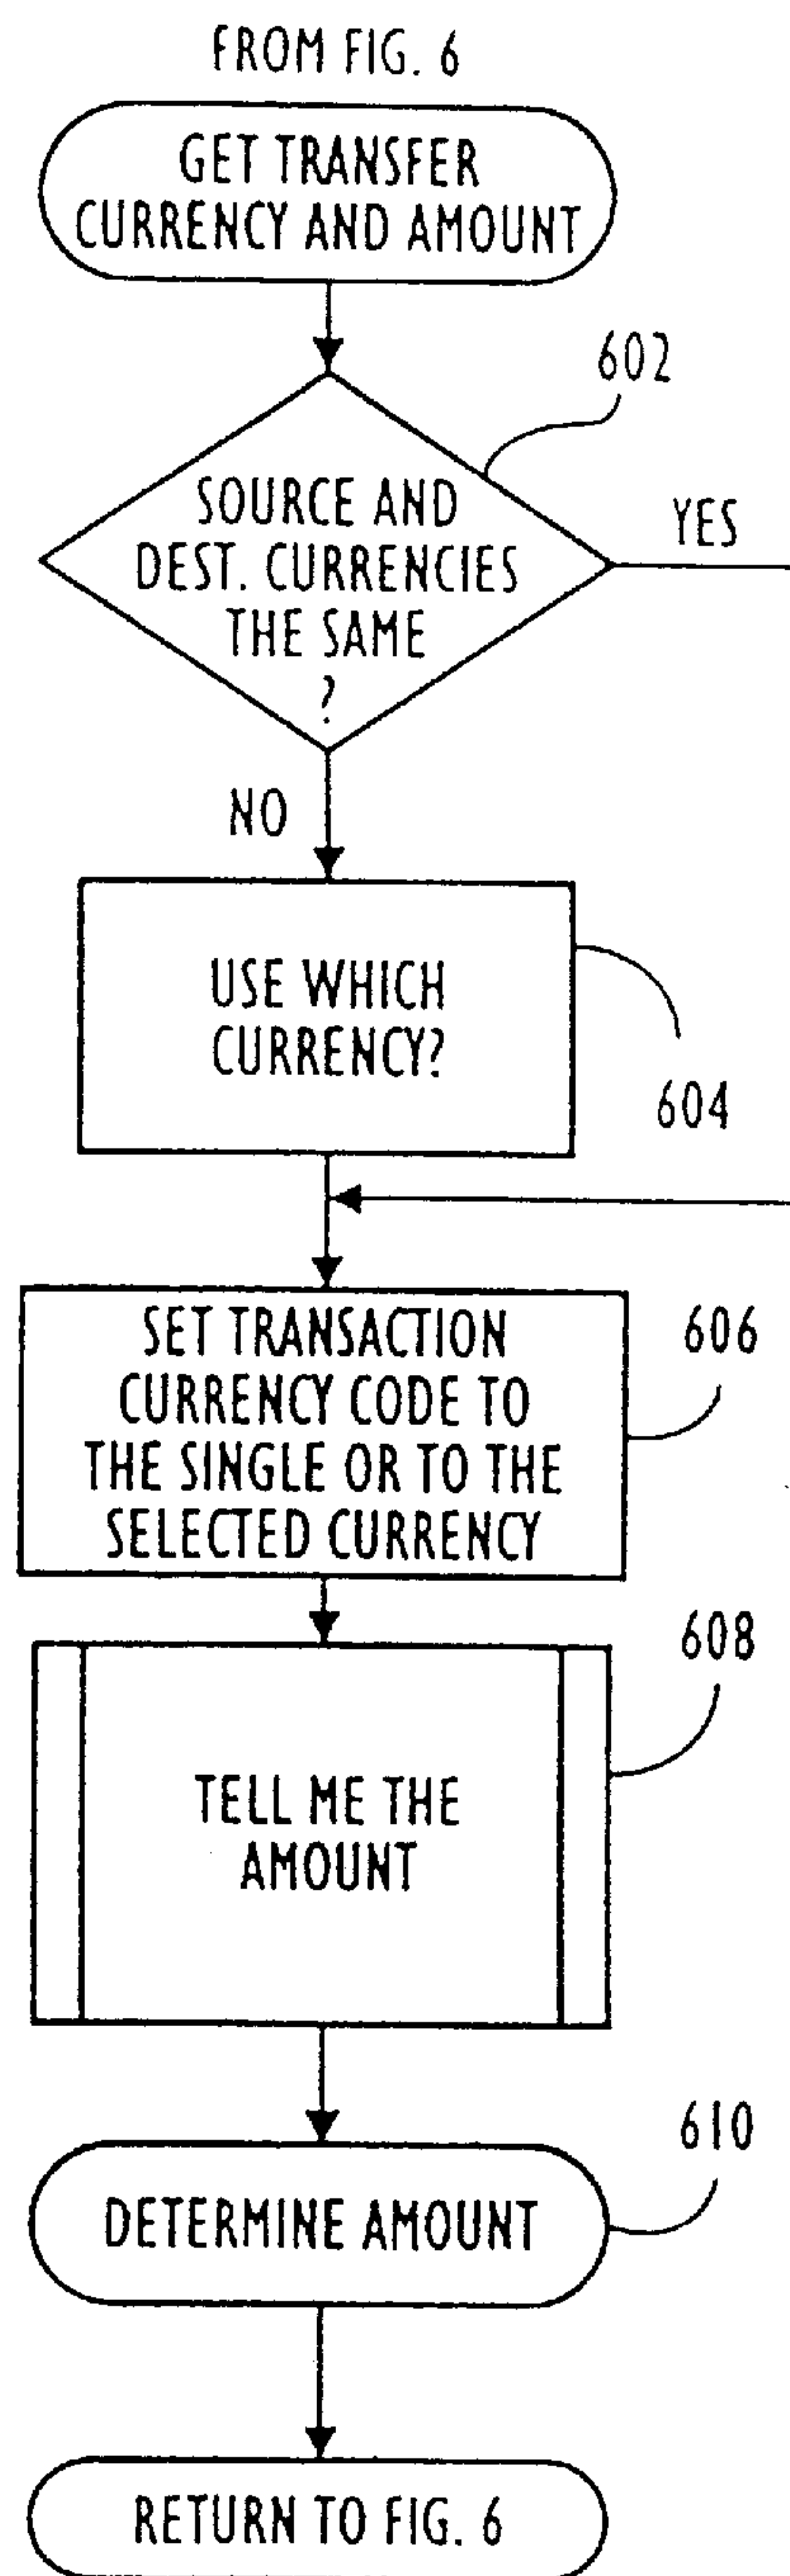 FROM FIG. 6
GET TRANSFER
CURRENCY AND AMOUNT
602
SOURCE AND
DEST. CURRENCIES
THE SAME
?
YES
NO
USE WHICH
CURRENCY?
604
SET TRANSACTION
CURRENCY CODE TO
THE SINGLE OR TO THE
SELECTED CURRENCY
606
608
TELL ME THE
AMOUNT
610
DETERMINE AMOUNT
RETURN TO FIG. 6